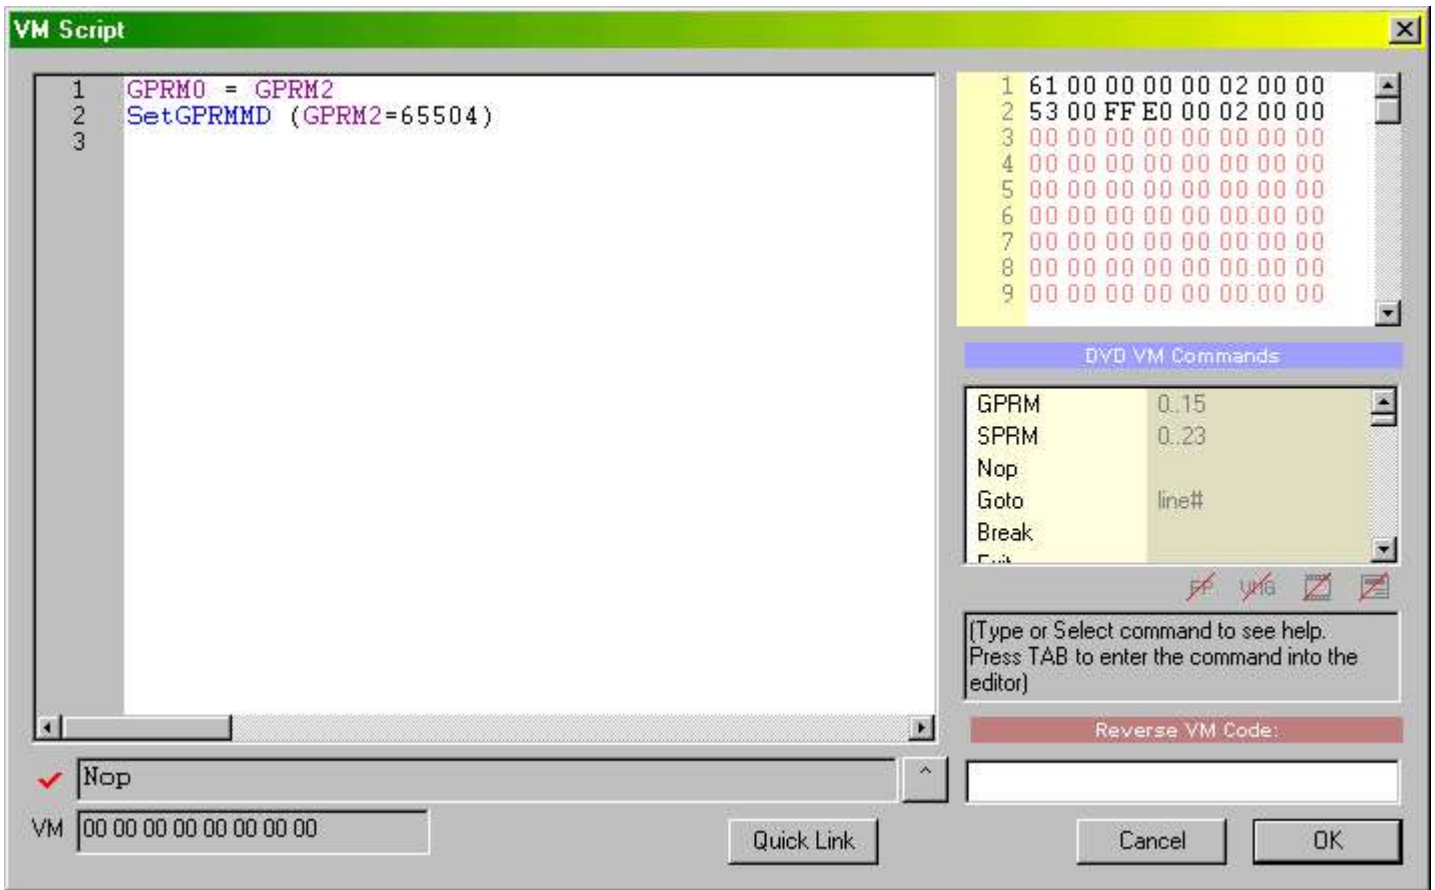 VM Script
1 GPRM0 = GPRM2
2 SetGPRMMD (GPRM2=65504)
3
1 61 00 00 00 00 02 00 00
2 53 00 FF E0 00 02 00 00
3 00 00 00 00 00 00 00 00
4 00 00 00 00 00 00 00 00
5 00 00 00 00 00 00 00 00
6 00 00 00 00 00 00 00 00
7 00 00 00 00 00 00 00 00
8 00 00 00 00 00 00 00 00
9 00 00 00 00 00 00 00 00
DVD VM Commands
GPRM 0..15
SPRM 0..23
Nop
Goto line#
Break
Exit
FP VMG
(Type or Select command to see help.
Press TAB to enter the command into the
editor)
Reverse VM Code:
Nop ^
VM 00 00 00 00 00 00 00 00
Quick Link
Cancel
OK